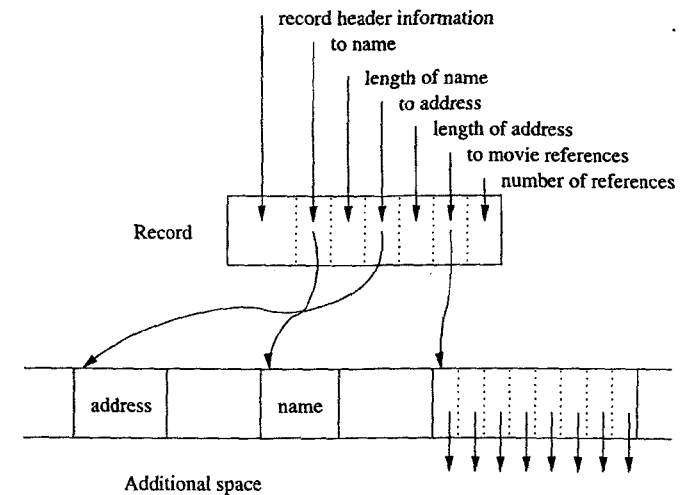 record header information
to name
length of name
to address
length of address
to movie references
number of references
Record
address
name
Additional space